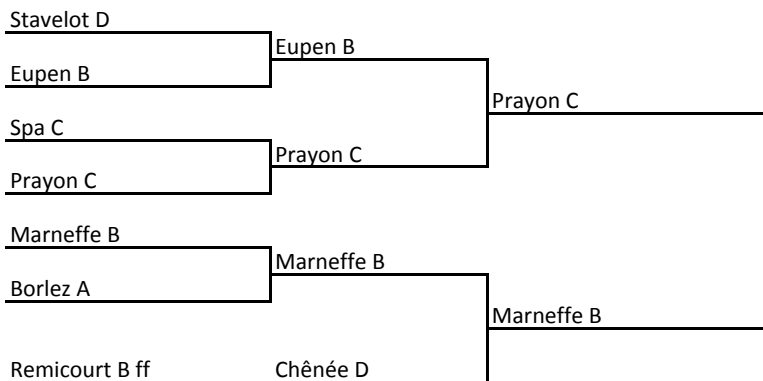 Stavelot D
Eupen B
Eupen B
Prayon C
Spa C
Prayon C
Prayon C
Marneffe B
Marneffe B
Borlez A
Marneffe B
Remicourt B ff
Chênée D